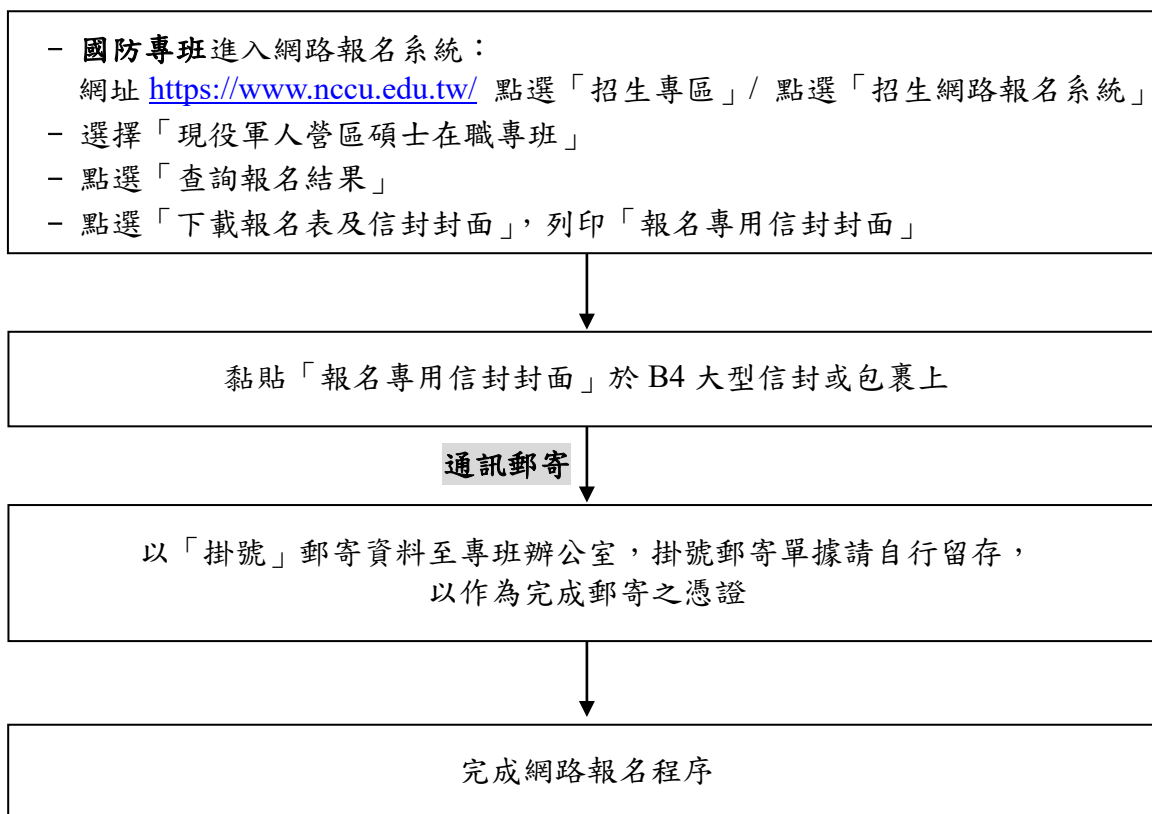 - 國防專班進入網路報名系統：
網址 https://www.nccu.edu.tw/ 點選「招生專區」/ 點選「招生網路報名系統」
- 選擇「現役軍人營區碩士在職專班」
- 點選「查詢報名結果」
- 點選「下載報名表及信封封面」，列印「報名專用信封封面」
黏貼「報名專用信封封面」於 B4 大型信封或包裹上
通訊郵寄
以「掛號」郵寄資料至專班辦公室，掛號郵寄單據請自行留存，
以作為完成郵寄之憑證
完成網路報名程序